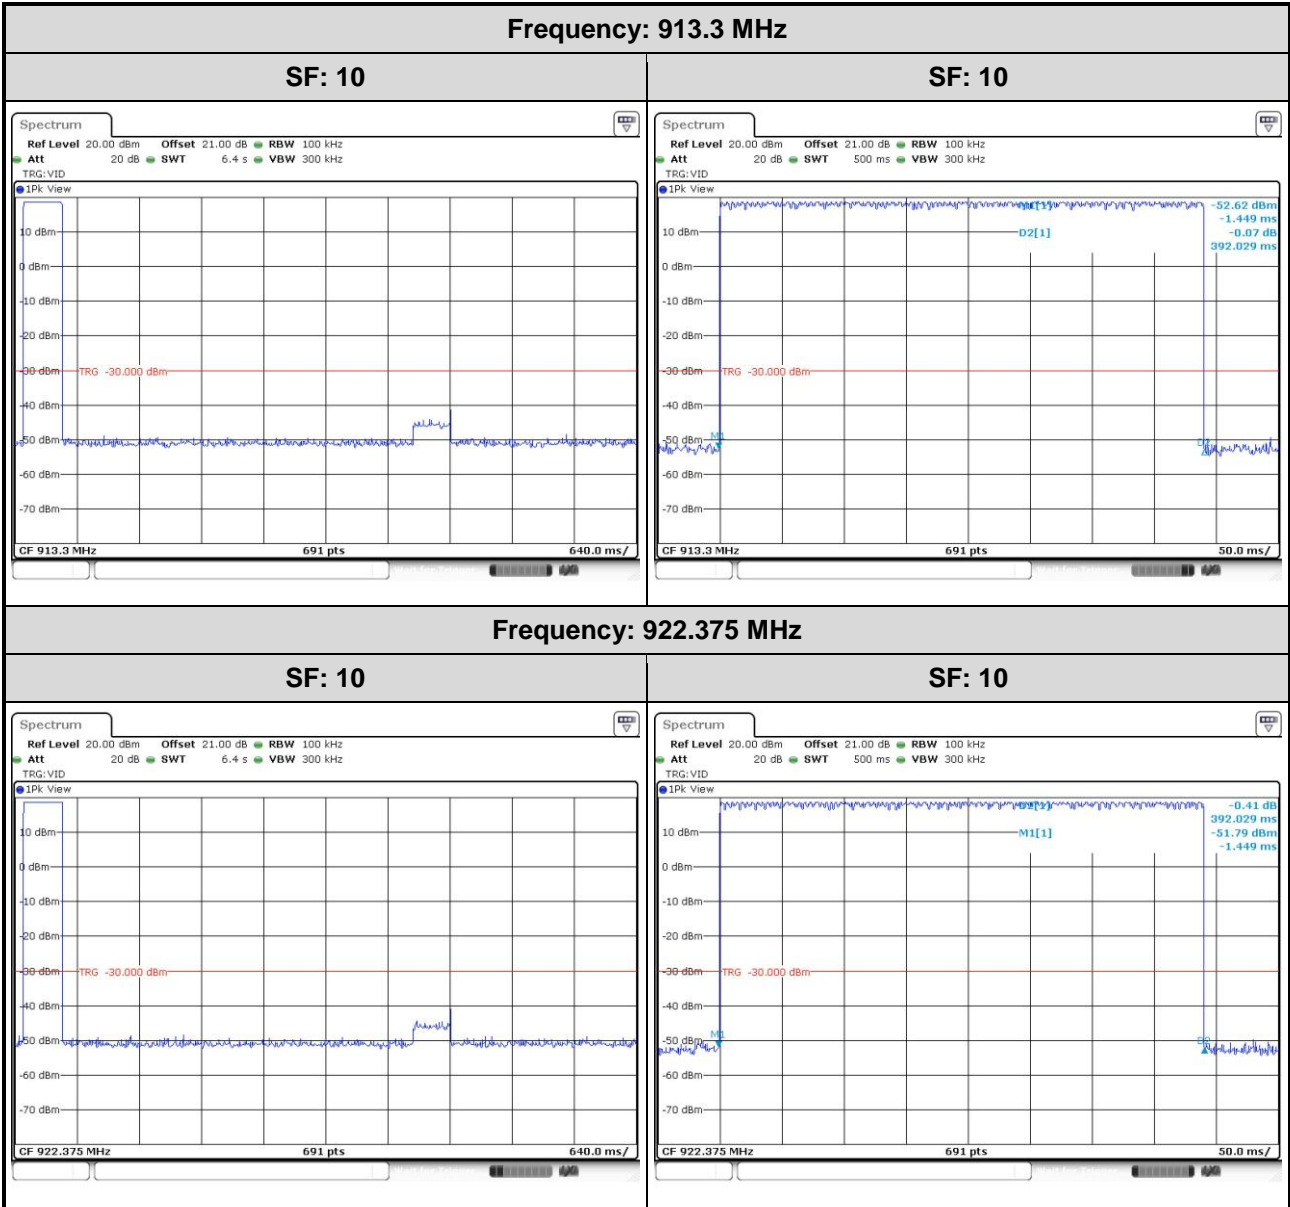 Frequency: 913.3 MHz
SF: 10
SF: 10
Spectrum
Ref Level 20.00 dBm Offset 21.00 dB RBW 100 kHz
Att 20 dB SWT 6.4 s VBW 300 kHz
TRG:VID
1Pk View
10 dBm
0 dBm
-10 dBm
-20 dBm
-30 dBm
TRG -30.000 dBm
-40 dBm
-50 dBm
-60 dBm
-70 dBm
CF 913.3 MHz 691 pts 640.0 ms/
Spectrum
Ref Level 20.00 dBm Offset 21.00 dB RBW 100 kHz
Att 20 dB SWT 500 ms VBW 300 kHz
TRG:VID
1Pk View
M1[1] -52.62 dBm
-1.449 ms
10 dBm
D2[1] -0.07 dB
392.029 ms
0 dBm
-10 dBm
-20 dBm
-30 dBm
TRG -30.000 dBm
-40 dBm
-50 dBm
M1
D2
-60 dBm
-70 dBm
CF 913.3 MHz 691 pts 50.0 ms/
Frequency: 922.375 MHz
SF: 10
SF: 10
Spectrum
Ref Level 20.00 dBm Offset 21.00 dB RBW 100 kHz
Att 20 dB SWT 6.4 s VBW 300 kHz
TRG:VID
1Pk View
10 dBm
0 dBm
-10 dBm
-20 dBm
-30 dBm
TRG -30.000 dBm
-40 dBm
-50 dBm
-60 dBm
-70 dBm
CF 922.375 MHz 691 pts 640.0 ms/
Spectrum
Ref Level 20.00 dBm Offset 21.00 dB RBW 100 kHz
Att 20 dB SWT 500 ms VBW 300 kHz
TRG:VID
1Pk View
D2[1] -0.41 dB
392.029 ms
10 dBm
M1[1] -51.79 dBm
-1.449 ms
0 dBm
-10 dBm
-20 dBm
-30 dBm
TRG -30.000 dBm
-40 dBm
-50 dBm
M1
D2
-60 dBm
-70 dBm
CF 922.375 MHz 691 pts 50.0 ms/